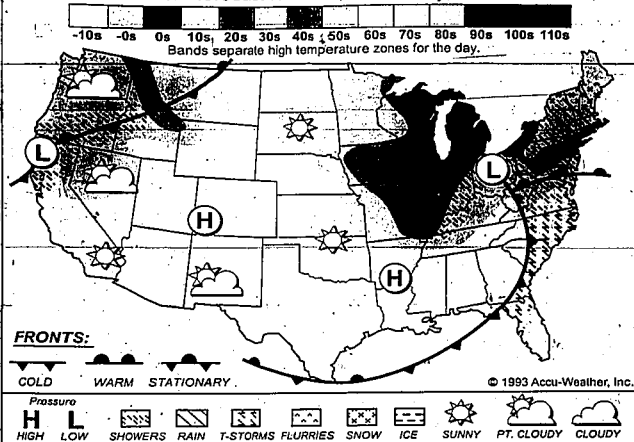 -10s -0s 0s 10s 20s 30s 40s 50s 60s 70s 80s 90s 100s 110s
Bands separate high temperature zones for the day.
L
L
H
H
FRONTS:
COLD WARM STATIONARY
© 1993 Accu-Weather, Inc.
Pressure
H L
HIGH LOW SHOWERS RAIN T-STORMS FLURRIES SNOW ICE SUNNY PT. CLOUDY CLOUDY